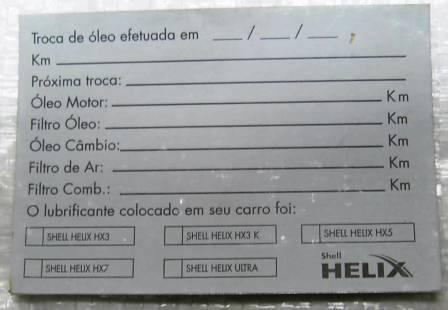 Troca de óleo efetuada em ___ / ___ / ___ ,
Km
Próxima troca:
Óleo Motor: Km
Filtro Óleo: Km
Óleo Câmbio: Km
Filtro de Ar: Km
Filtro Comb.: Km
O lubrificante colocado em seu carro foi:
SHELL HELIX HX3 SHELL HELIX HX3 K SHELL HELIX HX5
SHELL HELIX HX7 SHELL HELIX ULTRA
Shell
HELIX